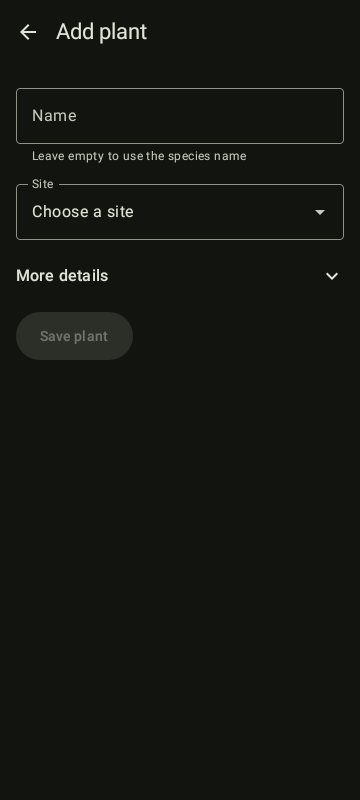 Add plant
Name
Leave empty to use the species name
Site
Choose a site
More details
Save plant